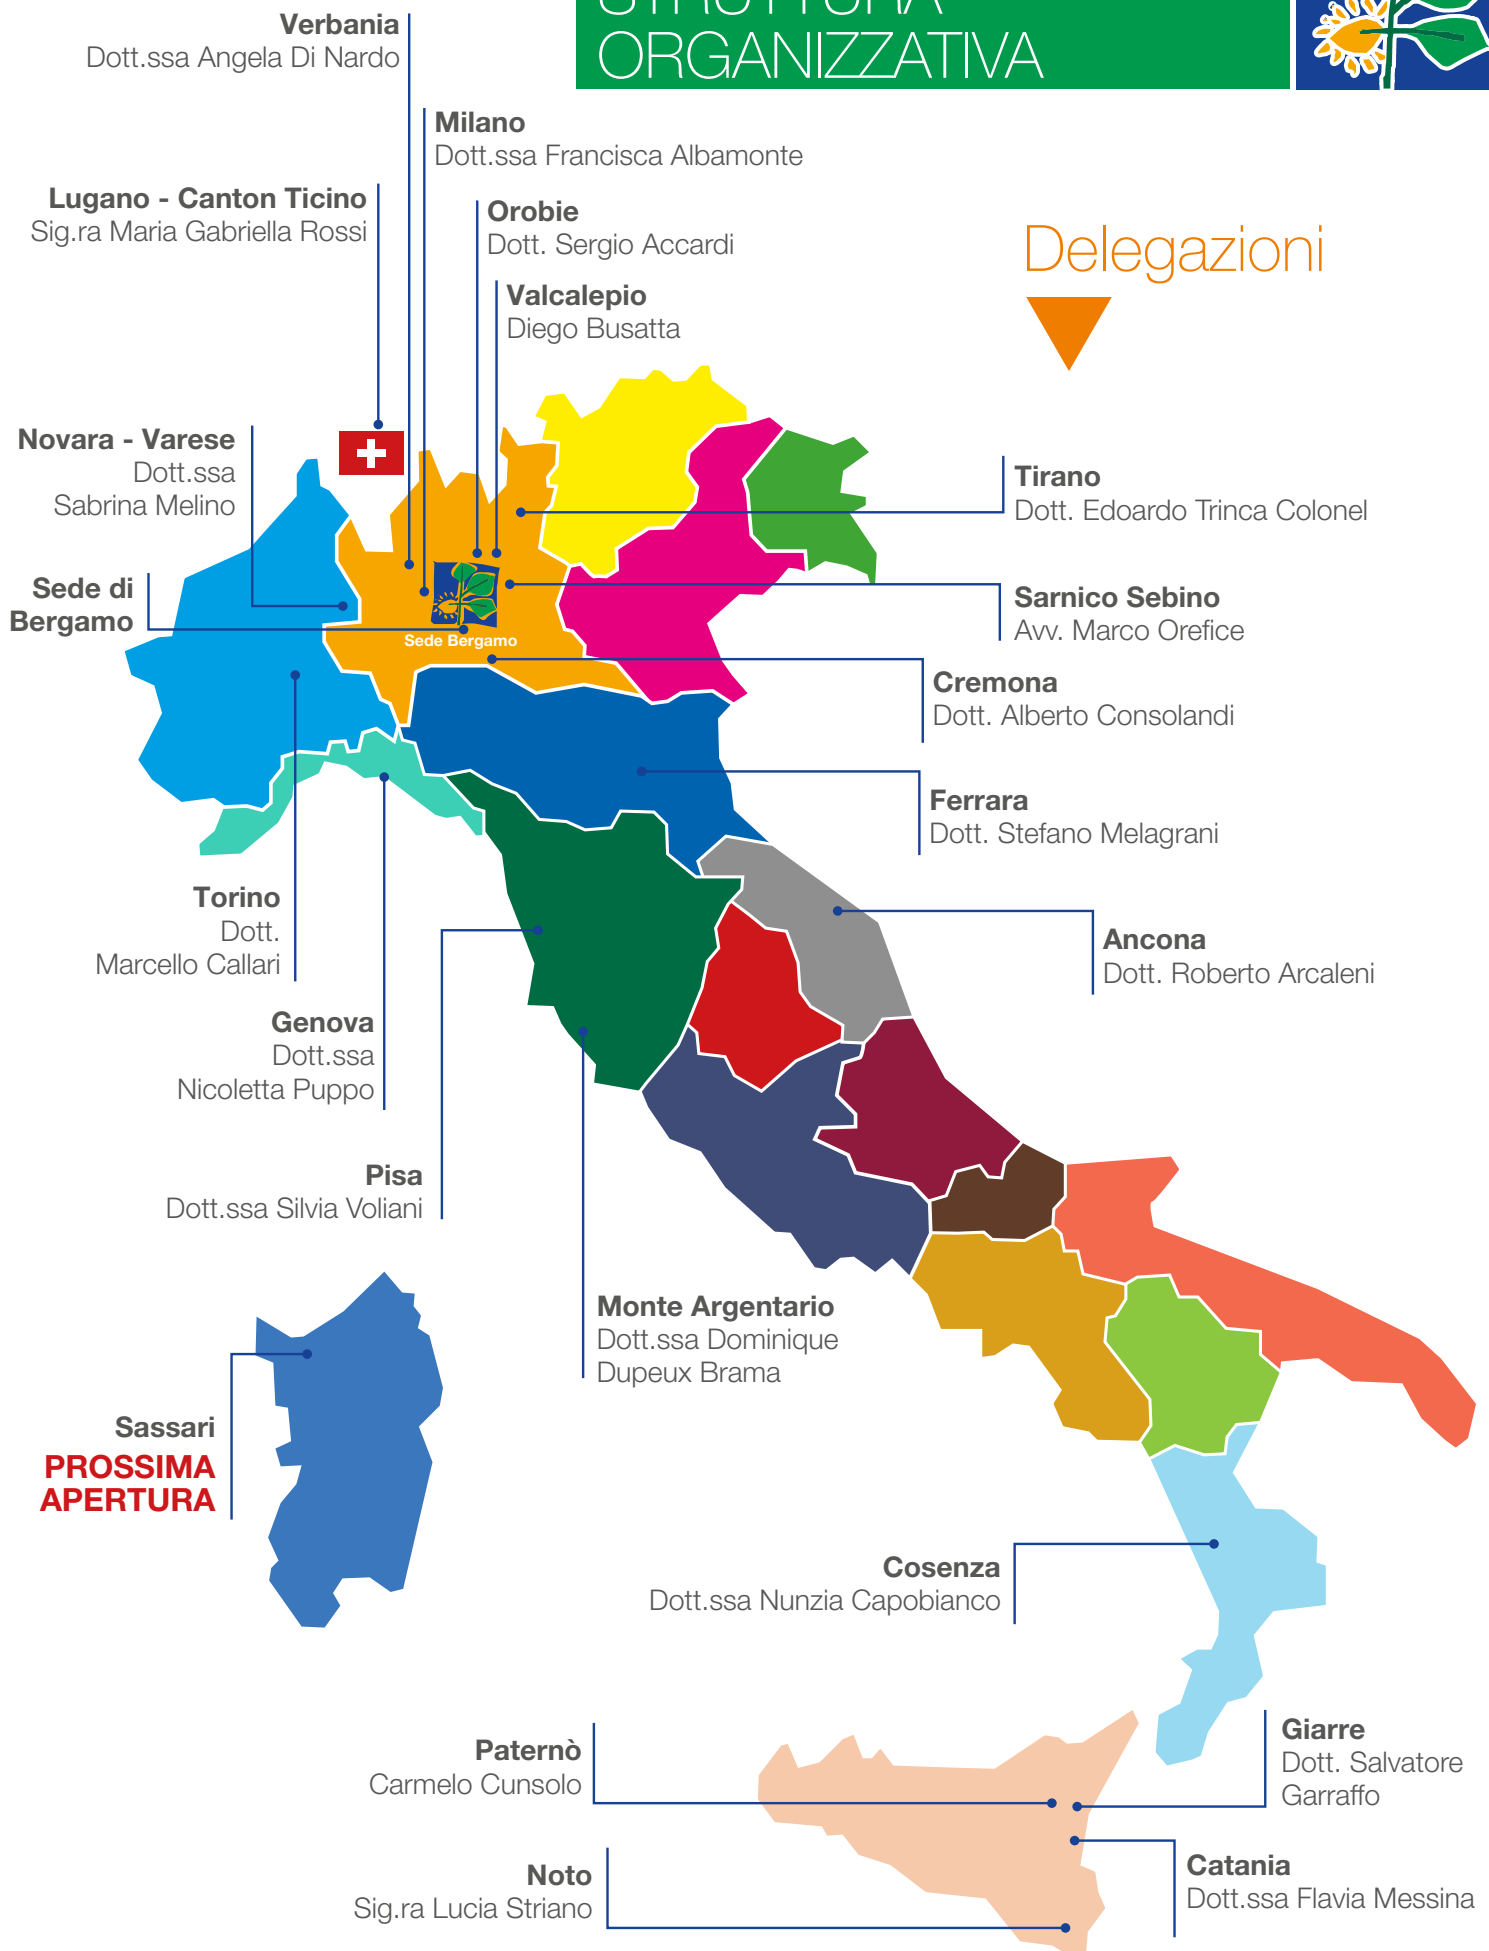 STRUTTURA
ORGANIZZATIVA
Verbania
Dott.ssa Angela Di Nardo
Milano
Dott.ssa Francisca Albamonte
Lugano - Canton Ticino
Sig.ra Maria Gabriella Rossi
Orobie
Dott. Sergio Accardi
Delegazioni
Valcalepio
Diego Busatta
Novara - Varese
Dott.ssa
Sabrina Melino
Tirano
Dott. Edoardo Trinca Colonel
Sede di
Bergamo
Sede Bergamo
Sarnico Sebino
Avv. Marco Orefice
Cremona
Dott. Alberto Consolandi
Ferrara
Dott. Stefano Melagrani
Torino
Dott.
Marcello Callari
Ancona
Dott. Roberto Arcaleni
Genova
Dott.ssa
Nicoletta Puppo
Pisa
Dott.ssa Silvia Voliani
Monte Argentario
Dott.ssa Dominique
Dupeux Brama
Sassari
PROSSIMA
APERTURA
Cosenza
Dott.ssa Nunzia Capobianco
Paternò
Carmelo Cunsolo
Giarre
Dott. Salvatore
Garraffo
Noto
Sig.ra Lucia Striano
Catania
Dott.ssa Flavia Messina